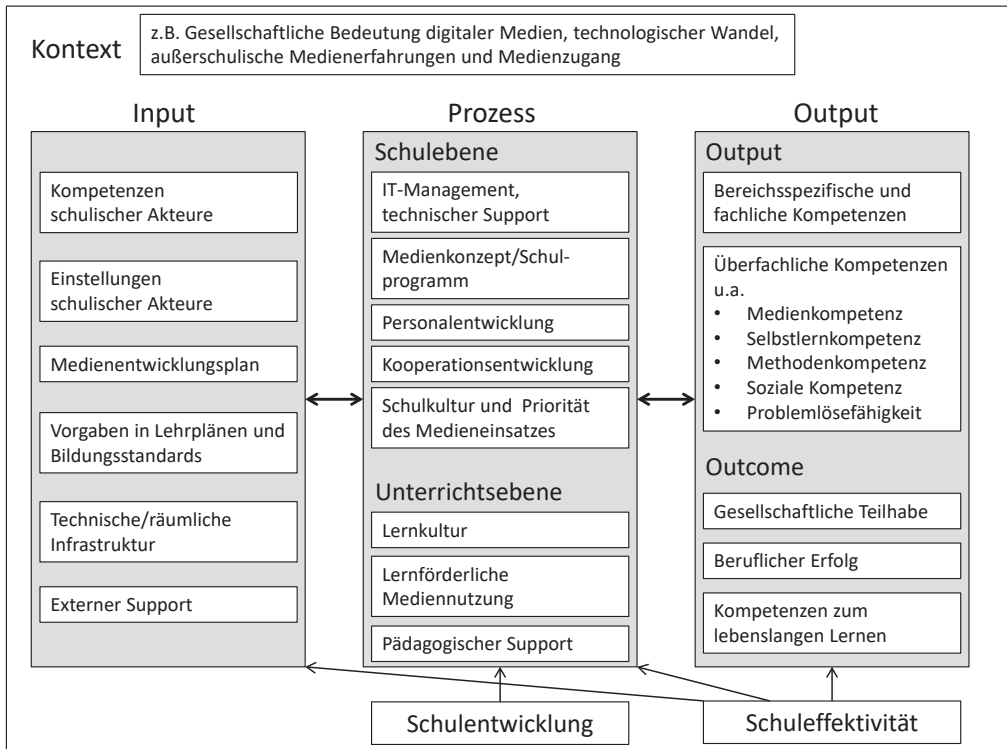 Kontext
z.B. Gesellschaftliche Bedeutung digitaler Medien, technologischer Wandel,
außerschulische Medienerfahrungen und Medienzugang
Input
Kompetenzen
schulischer Akteure
Einstellungen
schulischer Akteure
Medienentwicklungsplan
Vorgaben in Lehrplänen und
Bildungsstandards
Technische/räumliche
Infrastruktur
Externer Support
Prozess
Schulebene
IT-Management,
technischer Support
Medienkonzept/Schul-
programm
Personalentwicklung
Kooperationsentwicklung
Schulkultur und Priorität
des Medieneinsatzes
Unterrichtsebene
Lernkultur
Lernförderliche
Mediennutzung
Pädagogischer Support
Output
Output
Bereichsspezifische und
fachliche Kompetenzen
Überfachliche Kompetenzen
u.a.
• Medienkompetenz
• Selbstlernkompetenz
• Methodenkompetenz
• Soziale Kompetenz
• Problemlösefähigkeit
Outcome
Gesellschaftliche Teilhabe
Beruflicher Erfolg
Kompetenzen zum
lebenslangen Lernen
Schulentwicklung
Schuleffektivität